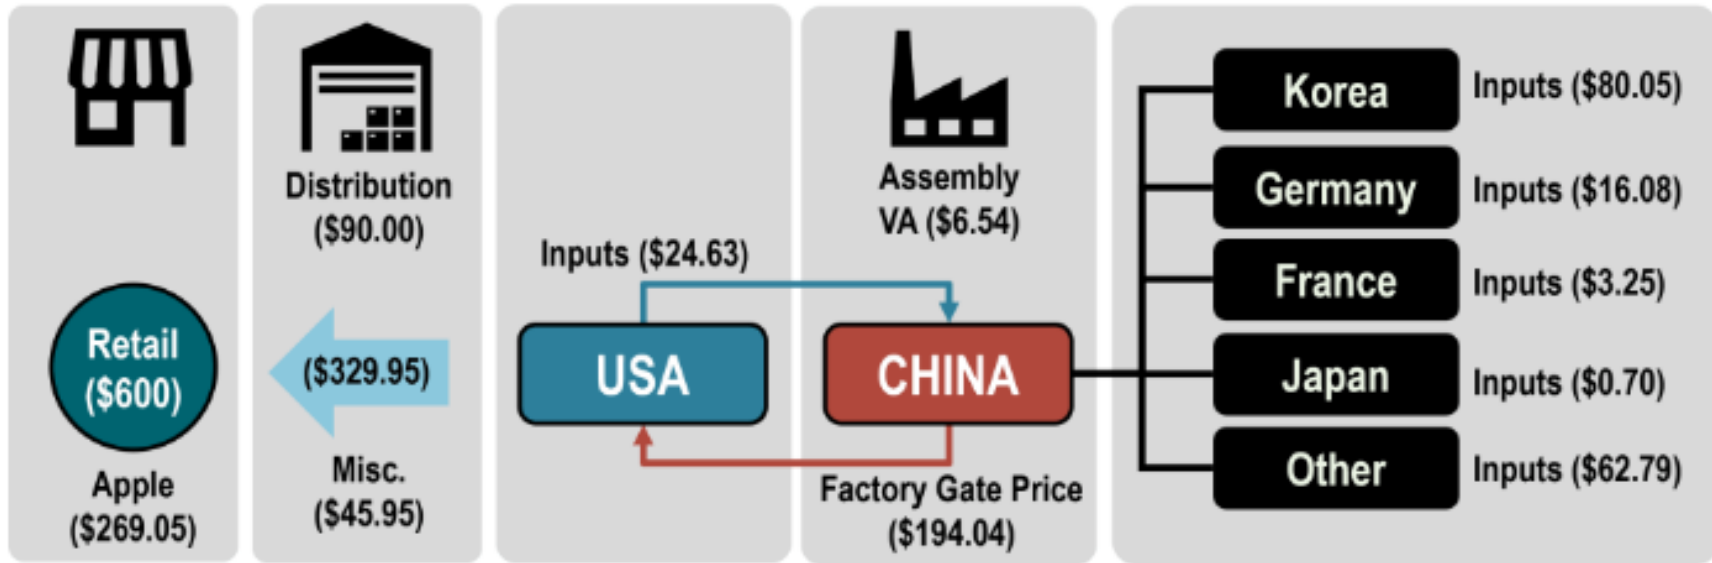 Retail
($600)
Apple
($269.05)
Distribution
($90.00)
($329.95)
Misc.
($45.95)
Inputs ($24.63)
USA
Assembly
VA ($6.54)
CHINA
Factory Gate Price
($194.04)
Korea
Inputs ($80.05)
Germany
Inputs ($16.08)
France
Inputs ($3.25)
Japan
Inputs ($0.70)
Other
Inputs ($62.79)